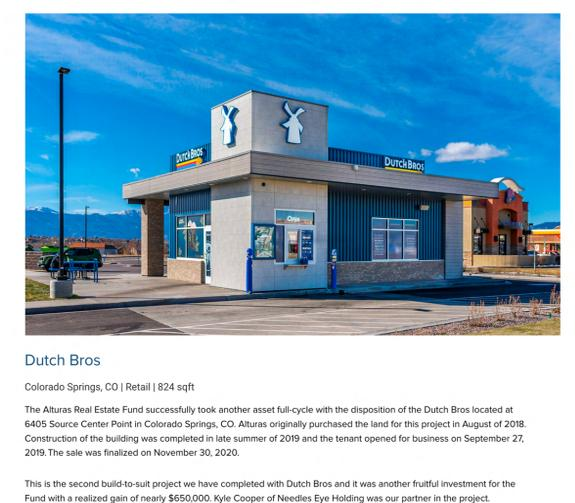 DUTCH BROS
DUTCH BROS
OPEN
Dutch Bros
Colorado Springs, CO | Retail | 824 sqft
The Alturas Real Estate Fund successfully took another asset full-cycle with the disposition of the Dutch Bros located at
6405 Source Center Point in Colorado Springs, CO. Alturas originally purchased the land for this project in August of 2018.
Construction of the building was completed in late summer of 2019 and the tenant opened for business on September 27,
2019. The sale was finalized on November 30, 2020.
This is the second build-to-suit project we have completed with Dutch Bros and it was another fruitful investment for the
Fund with a realized gain of nearly $650,000. Kyle Cooper of Needles Eye Holding was our partner in the project.